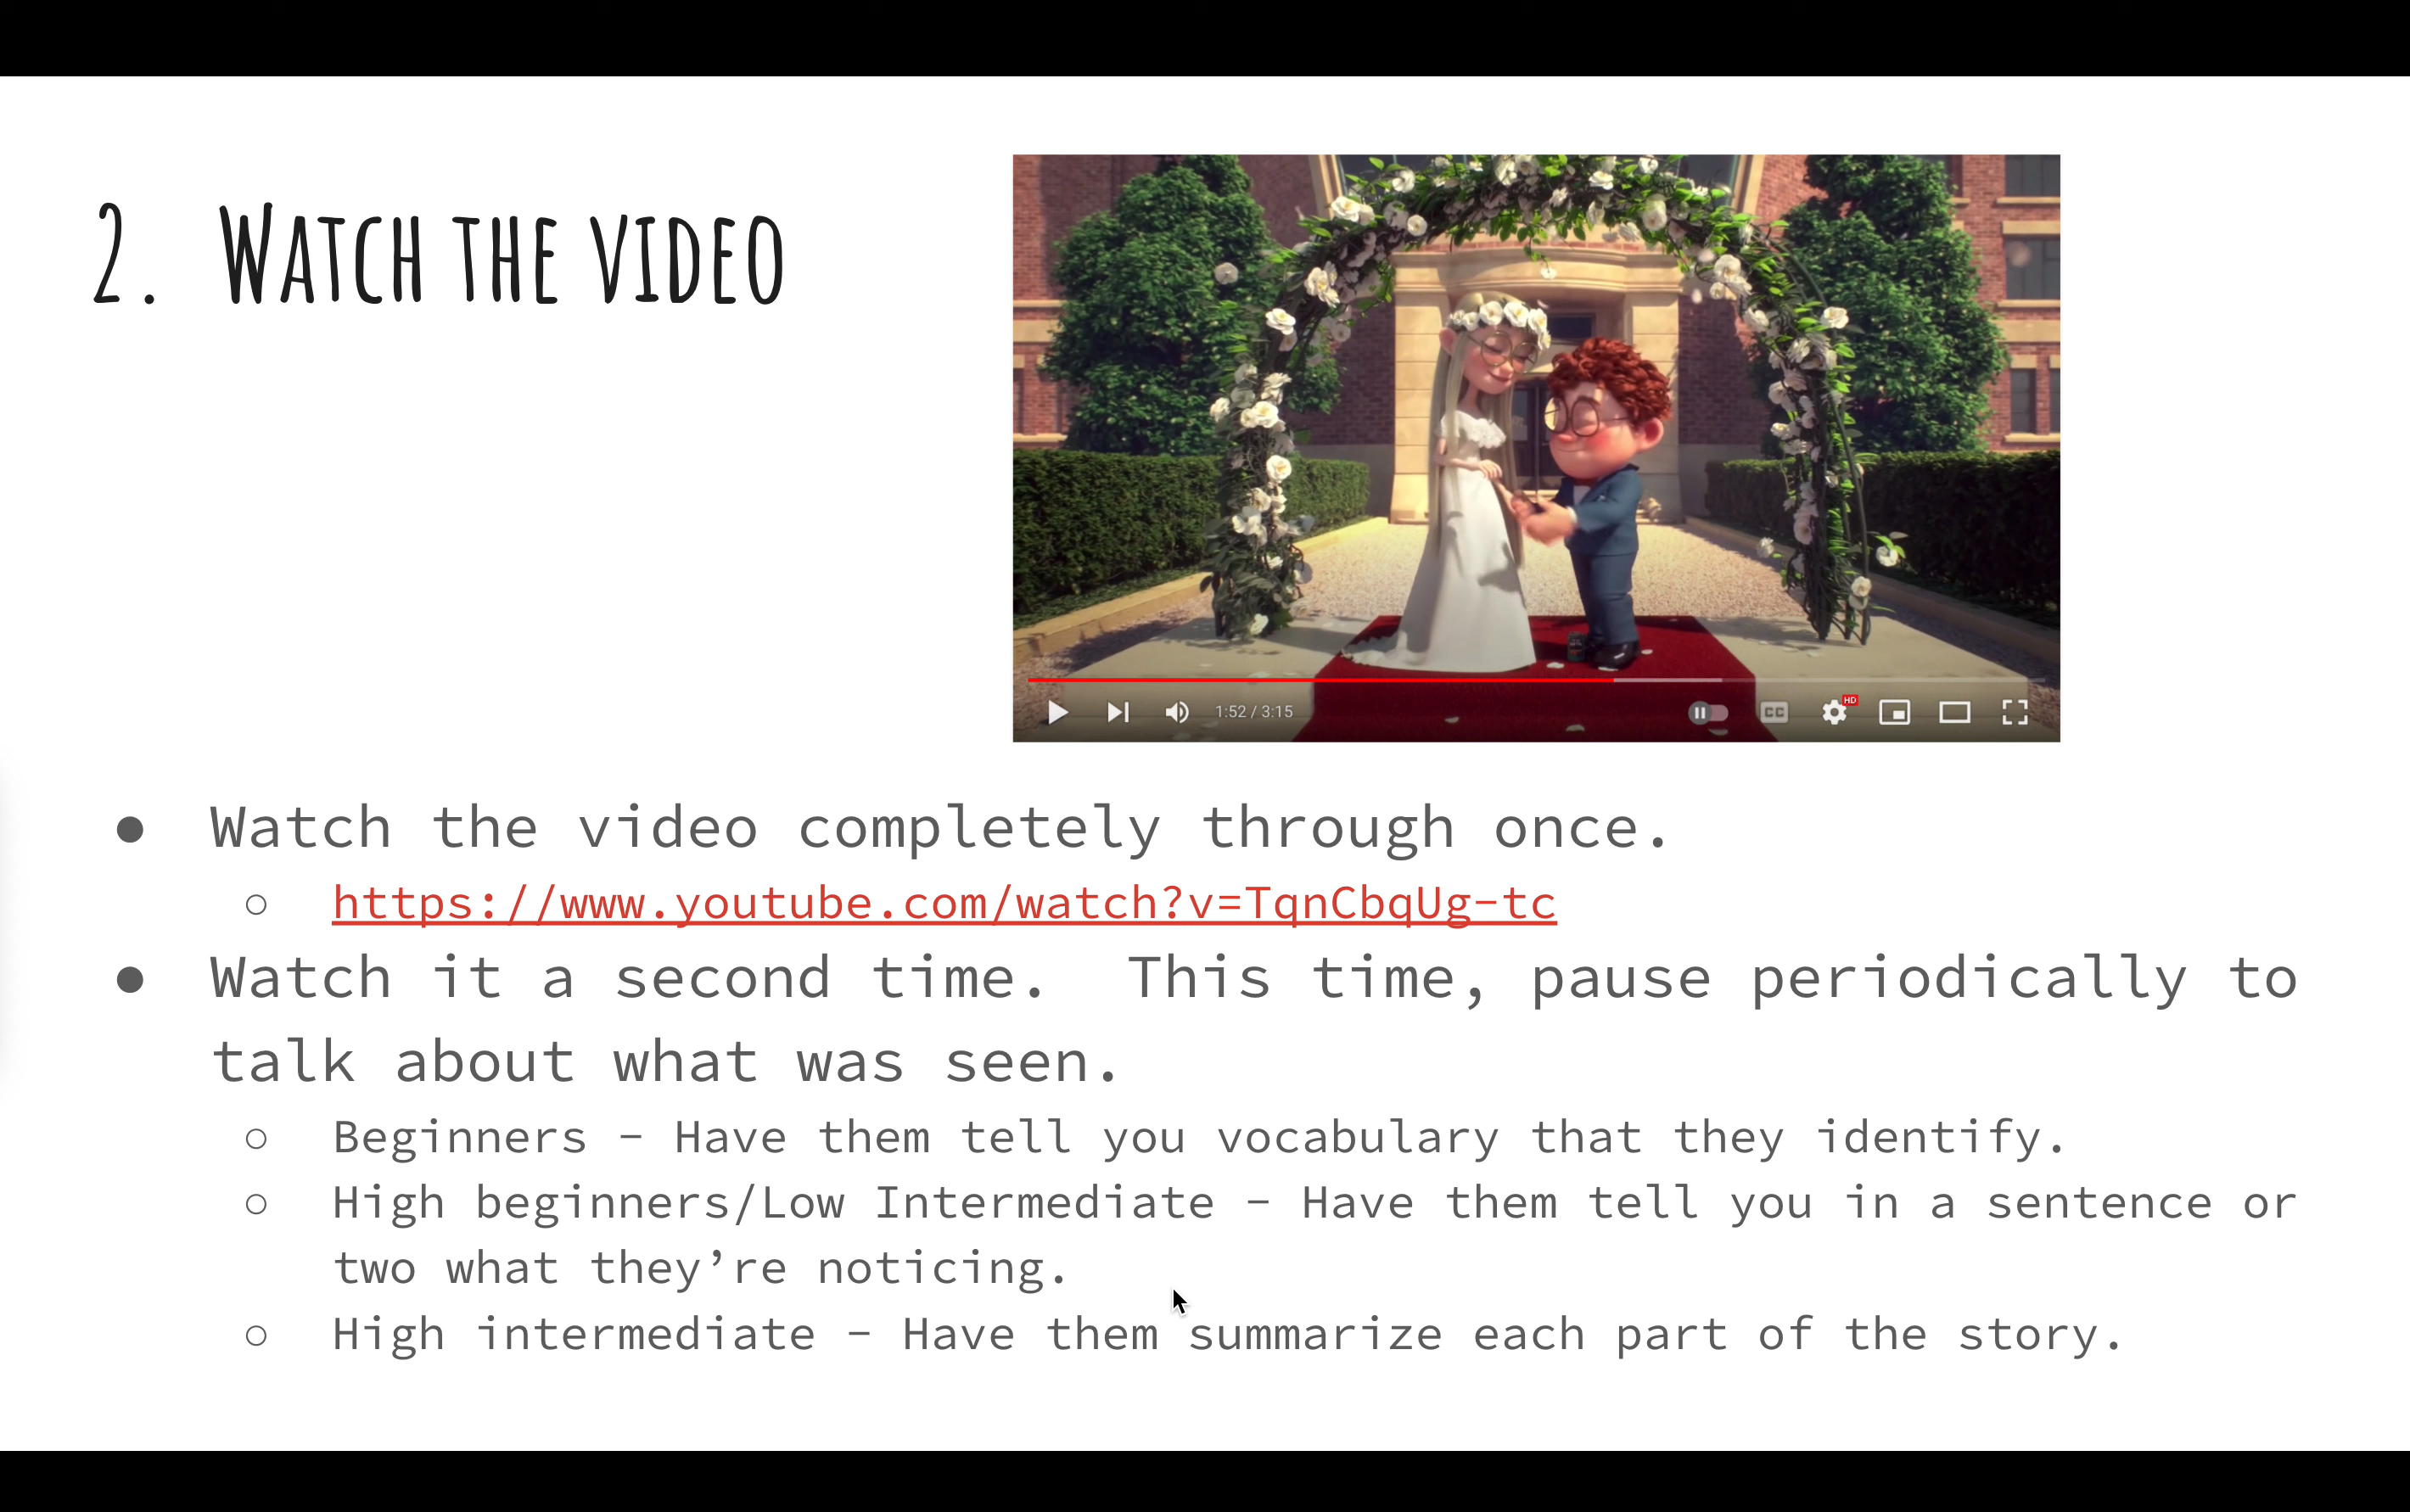 2. Watch the video
1:52 / 3:15
CC
HD
● Watch the video completely through once.
○ https://www.youtube.com/watch?v=TqnCbqUg-tc
● Watch it a second time. This time, pause periodically to
talk about what was seen.
○ Beginners - Have them tell you vocabulary that they identify.
○ High beginners/Low Intermediate - Have them tell you in a sentence or
two what they’re noticing.
○ High intermediate - Have them summarize each part of the story.